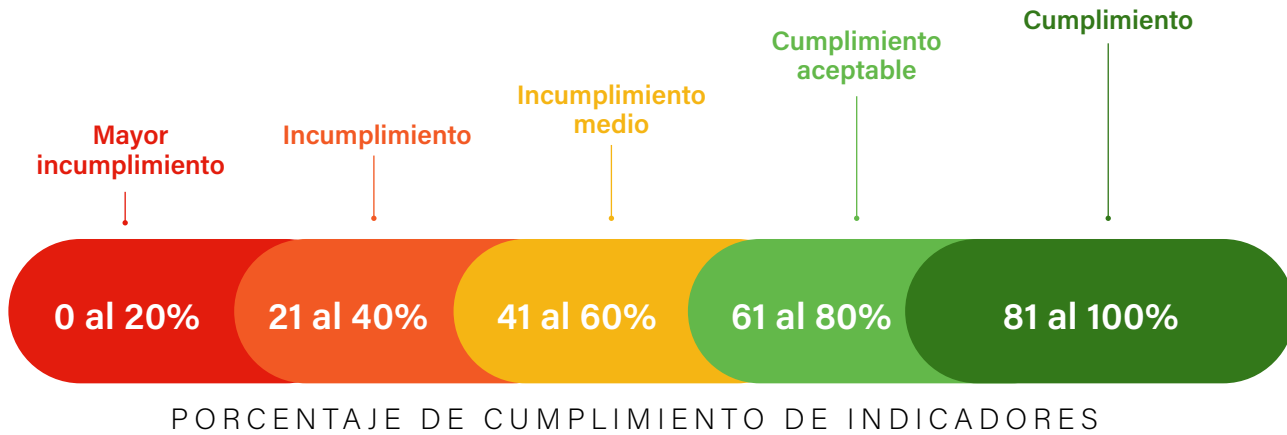 Mayor
incumplimiento
Incumplimiento
Incumplimiento
medio
Cumplimiento
aceptable
Cumplimiento
0 al 20%
21 al 40%
41 al 60%
61 al 80%
81 al 100%
PORCENTAJE DE CUMPLIMIENTO DE INDICADORES